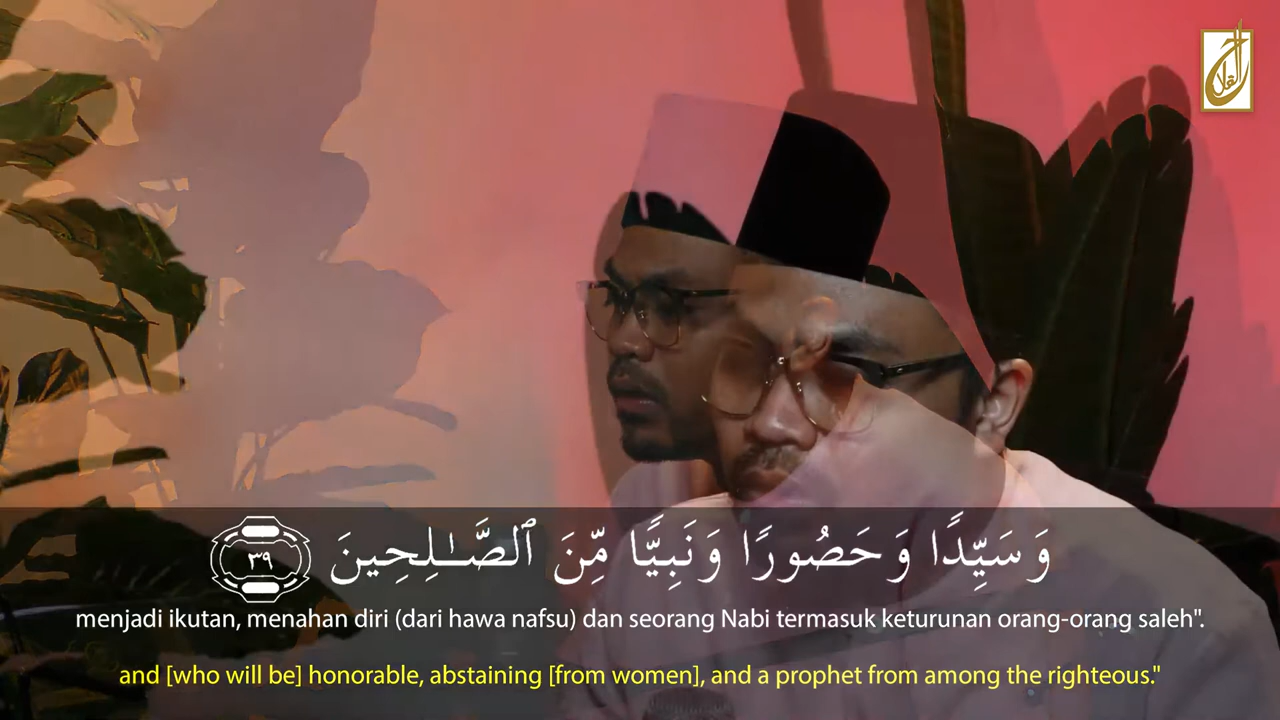 وَسَيِّدًا وَحَصُورًا وَنَبِيًّا مِّنَ ٱلصَّـٰلِحِينَ ٣٩
menjadi ikutan, menahan diri (dari hawa nafsu) dan seorang Nabi termasuk keturunan orang-orang saleh".
and [who will be] honorable, abstaining [from women], and a prophet from among the righteous."